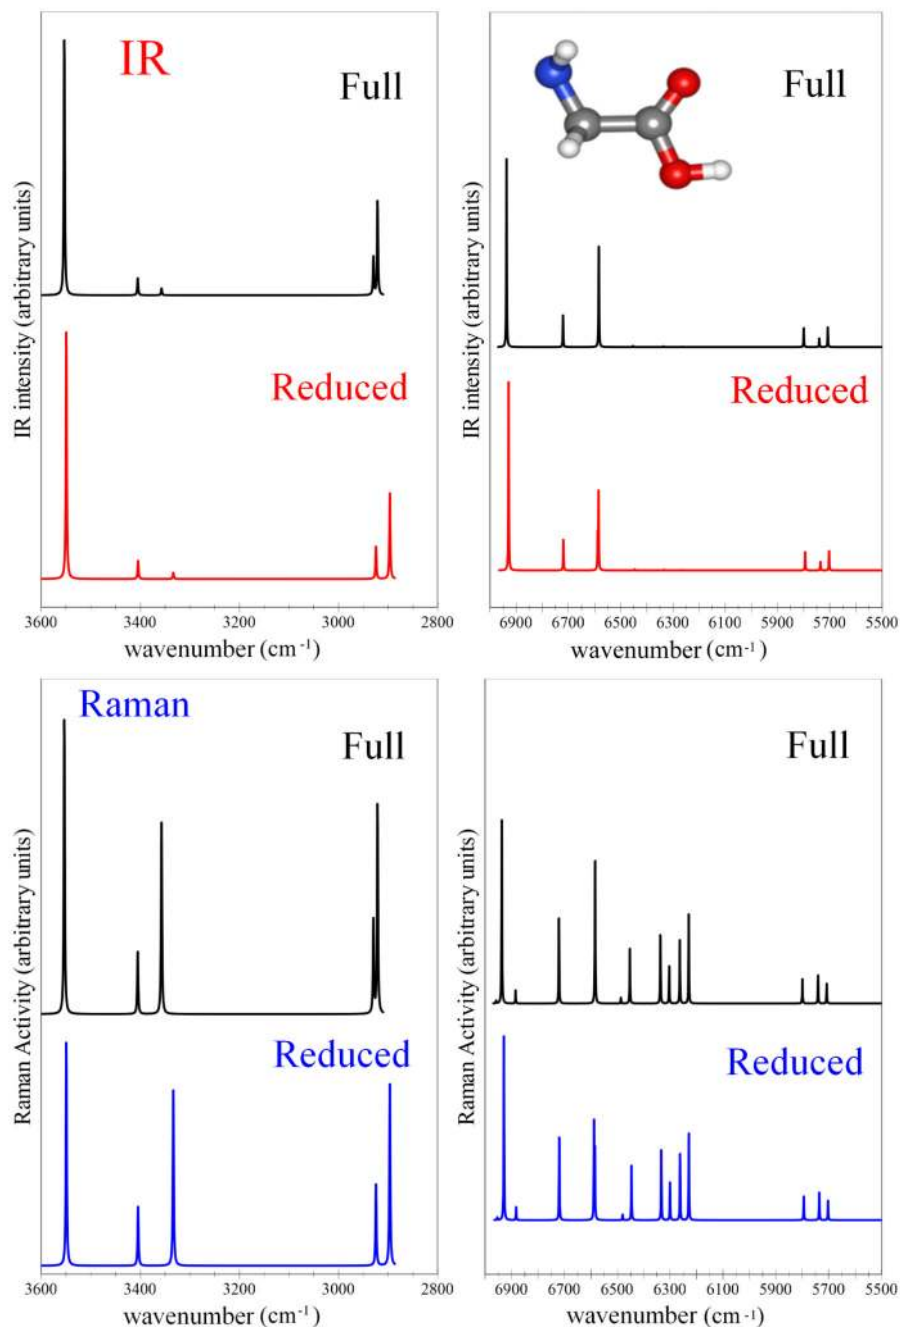 IR
Full
Reduced
IR intensity (arbitrary units)
3600 3400 3200 3000 2800
wavenumber (cm-1)
Full
Reduced
IR intensity (arbitrary units)
6900 6700 6500 6300 6100 5900 5700 5500
wavenumber (cm-1)
Raman
Full
Reduced
Raman Activity (arbitrary units)
3600 3400 3200 3000 2800
wavenumber (cm-1)
Full
Reduced
Raman Activity (arbitrary units)
6900 6700 6500 6300 6100 5900 5700 5500
wavenumber (cm-1)